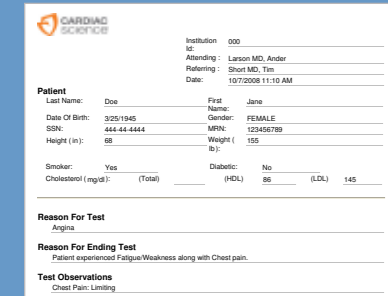 CARDIAC
science
Institution Id: 000
Attending : Larson MD, Ander
Referring : Short MD, Tim
Date: 10/7/2008 11:10 AM
Patient
Last Name: Doe First Name: Jane
Date Of Birth: 3/25/1945 Gender: FEMALE
SSN: 444-44-4444 MRN: 123456789
Height (in): 68 Weight ( lb ): 155
Smoker: Yes Diabetic: No
Cholesterol (mg/dl): (Total) (HDL) 86 (LDL) 145
Reason For Test
Angina
Reason For Ending Test
Patient experienced Fatigue/Weakness along with Chest pain.
Test Observations
Chest Pain: Limiting